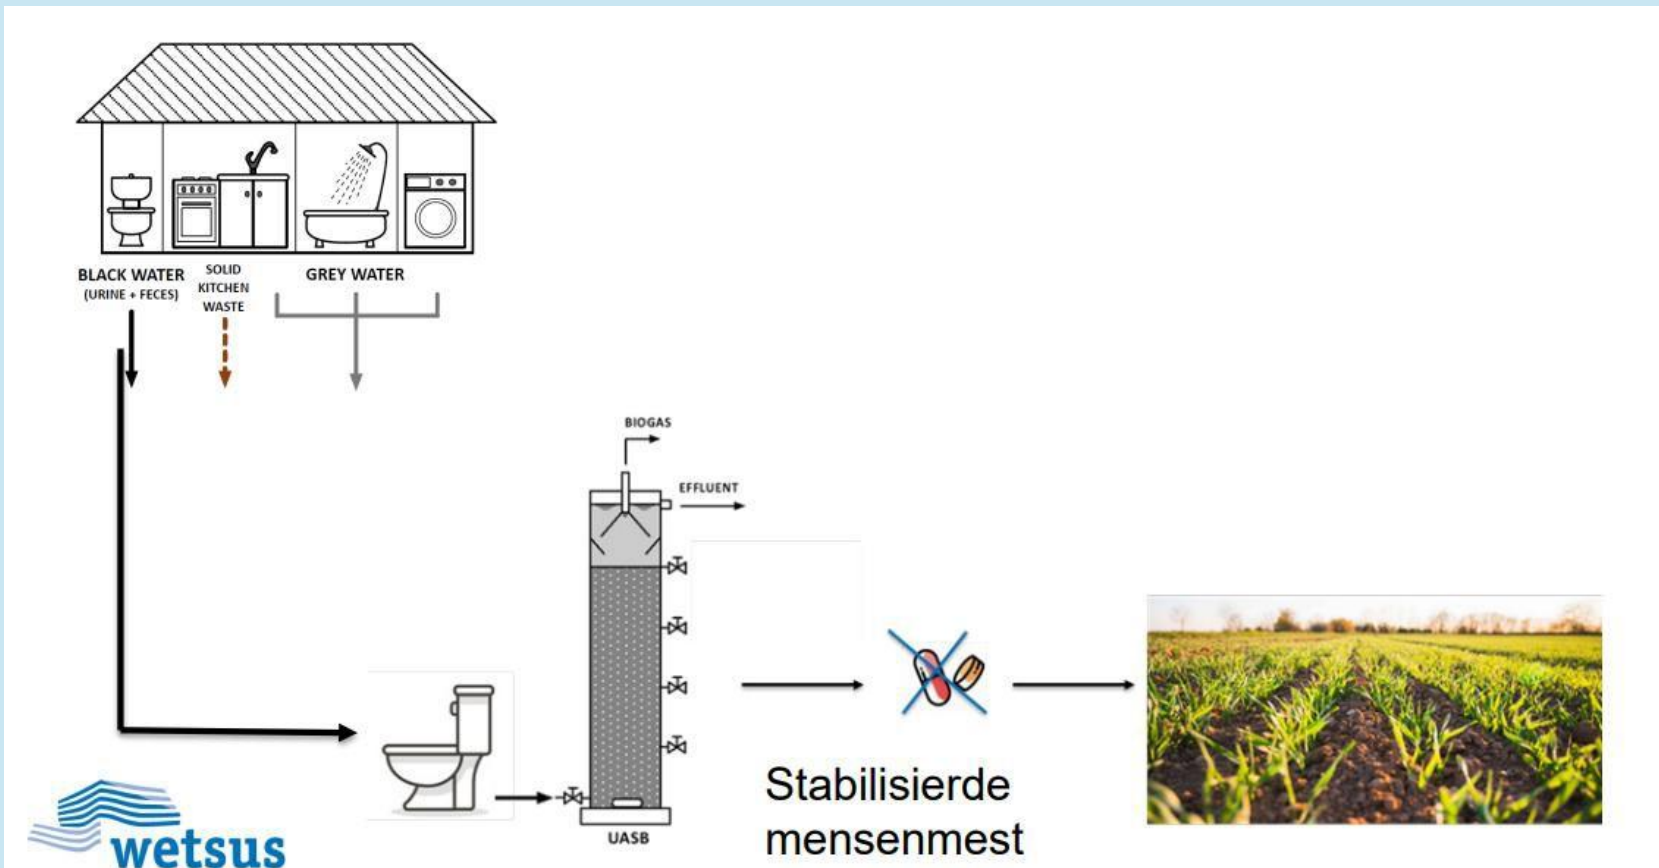 BLACK WATER
(URINE + FECES)
SOLID
KITCHEN
WASTE
GREY WATER
BIOGAS
EFFLUENT
UASB
Stabilisierde
mensenmest
wetsus